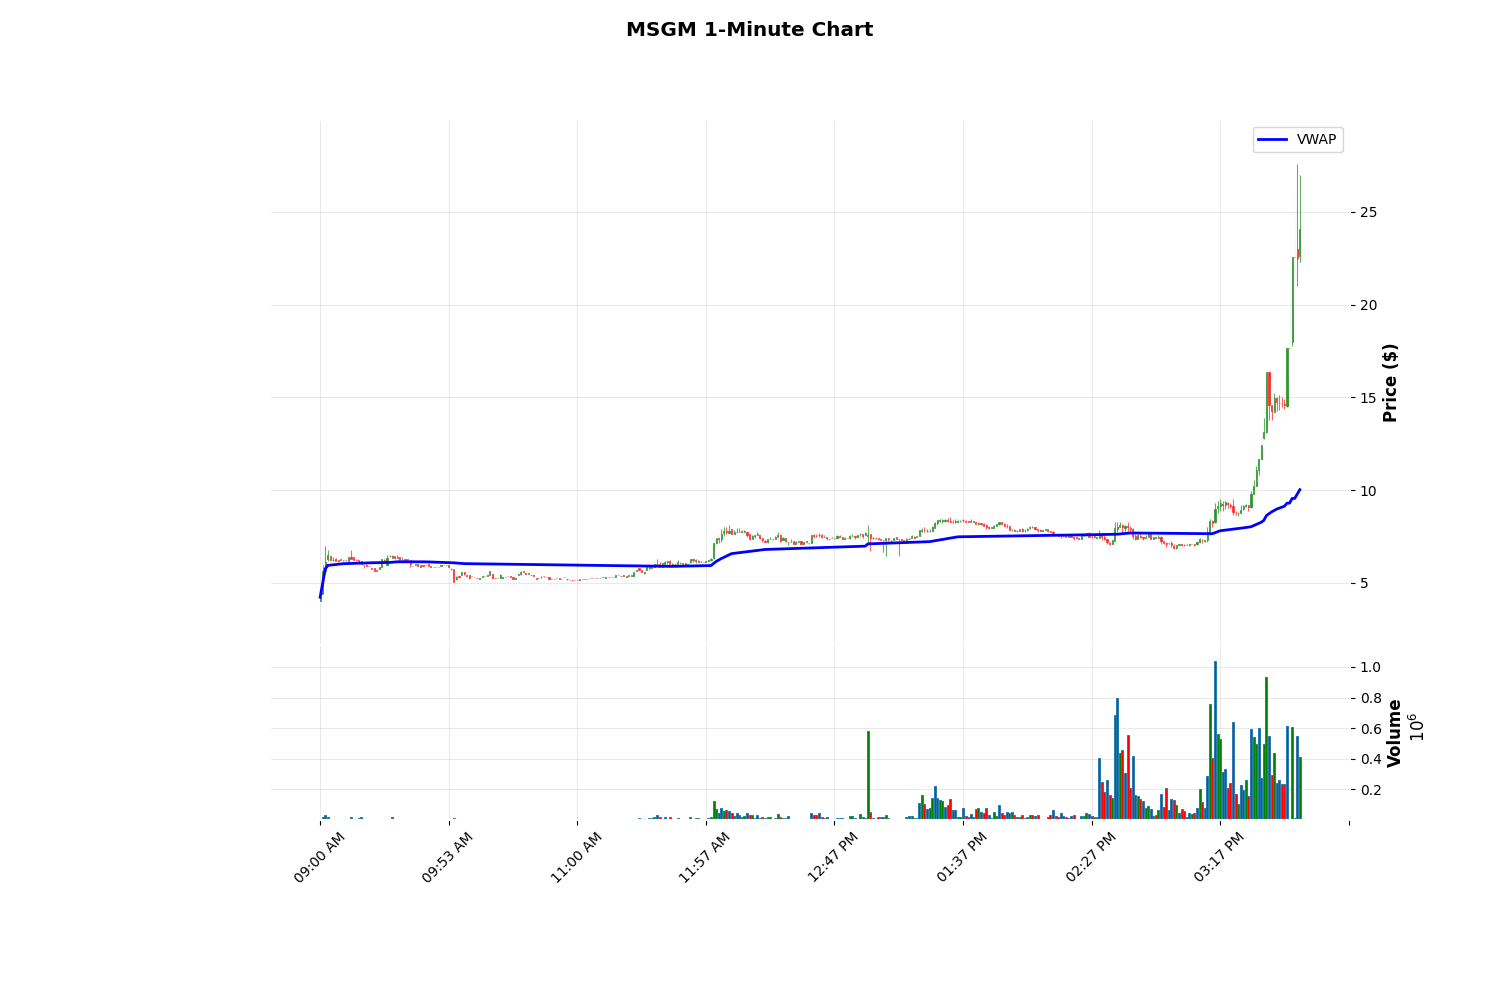 MSGM 1-Minute Chart
VWAP
25
20
15
10
5
Price ($)
1.0
0.8
0.6
0.4
0.2
Volume
10^6
09:00 AM
09:53 AM
11:00 AM
11:57 AM
12:47 PM
01:37 PM
02:27 PM
03:17 PM